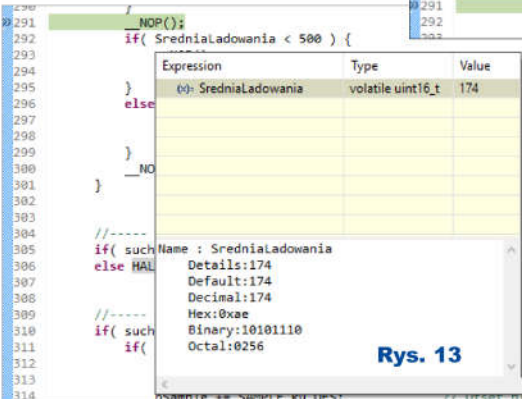 291 __NOP();
292 if( SredniaLadowania < 500 ) {
293
294
295 }
296 else
297
298
299 }
300 __NO
301 }
302
303
304 //-----
305 if( such
306 else HAL
307
308
309 //-----
310 if( such
311 if(
312
313
314
291
292
Expression Type Value
(x)= SredniaLadowania volatile uint16_t 174
Name : SredniaLadowania
Details:174
Default:174
Decimal:174
Hex:0xae
Binary:10101110
Octal:0256
Rys. 13